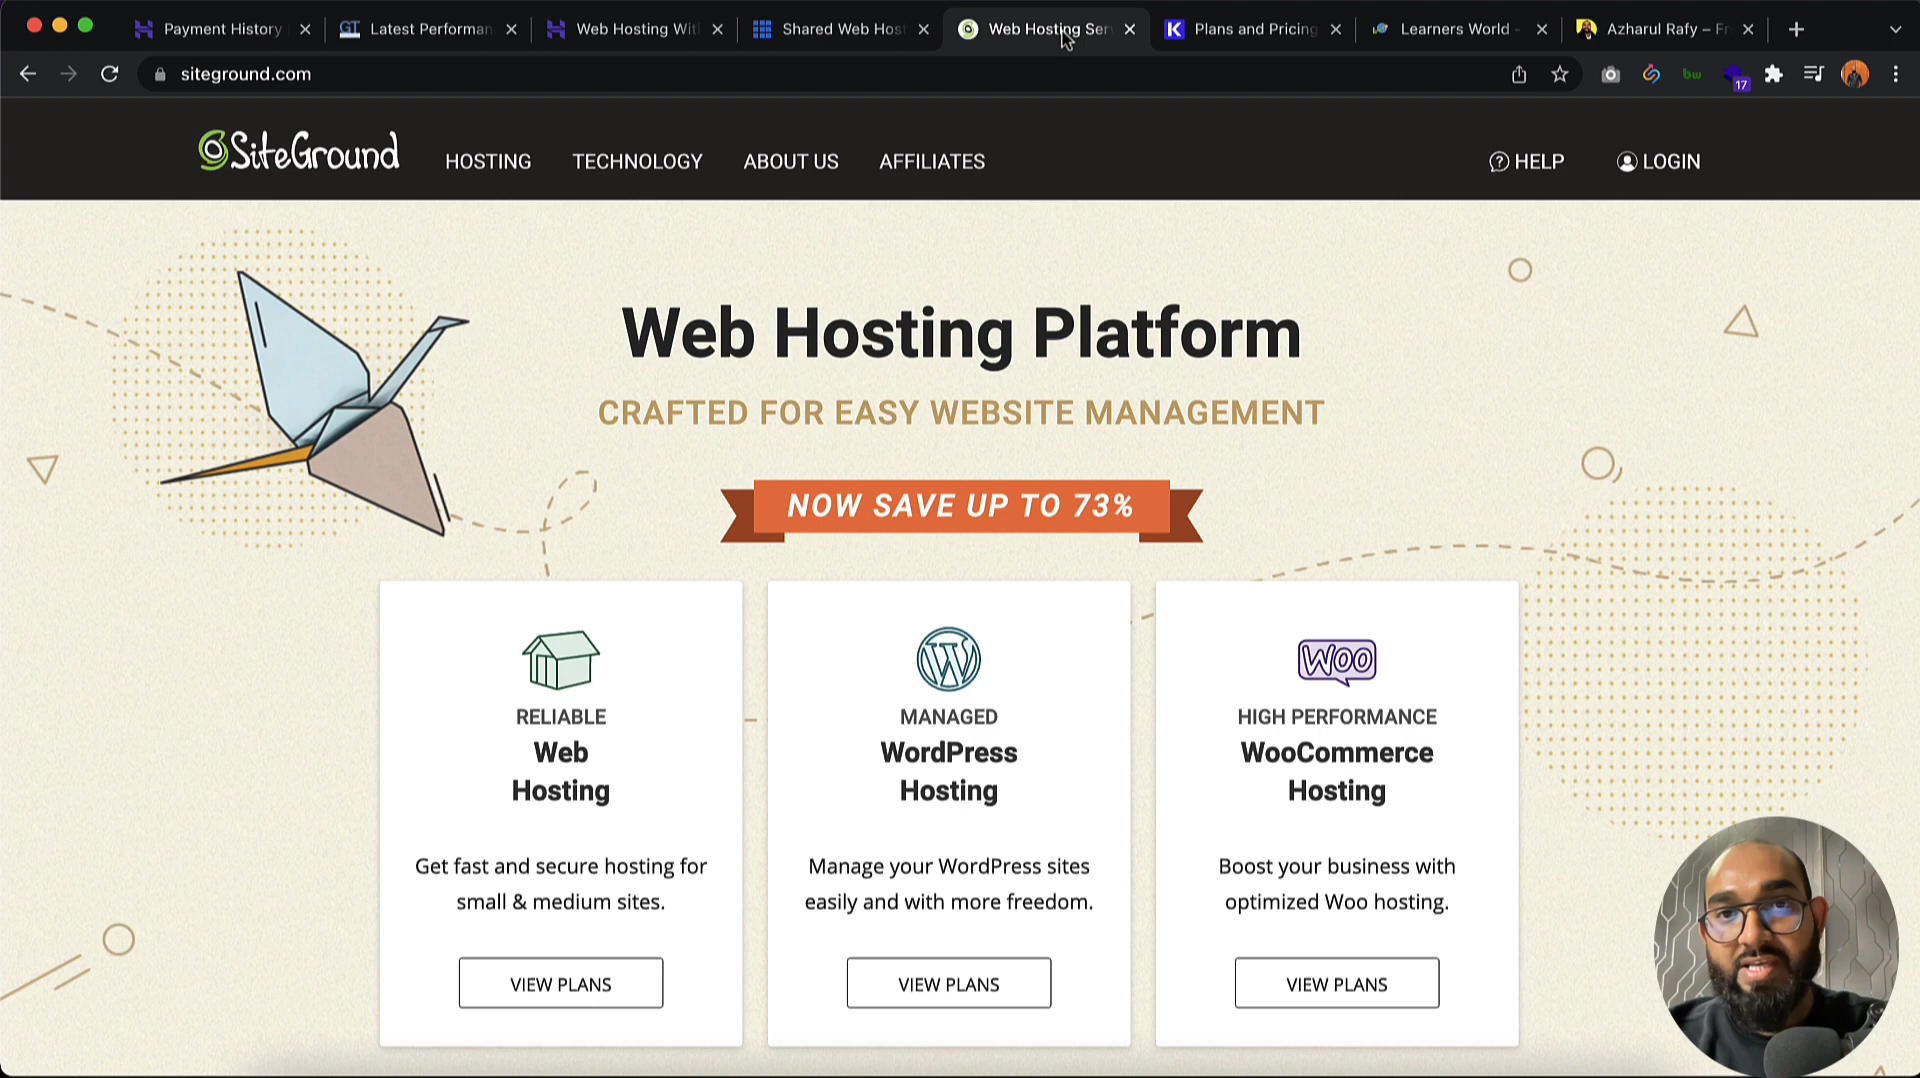 Payment History
GT
Latest Performan
Web Hosting Wit
Shared Web Host
Web Hosting Ser
K
Plans and Pricing
Learners World -
Azharul Rafy – Fr
siteground.com
bw
17
SiteGround
HOSTING
TECHNOLOGY
ABOUT US
AFFILIATES
HELP
LOGIN
Web Hosting Platform
CRAFTED FOR EASY WEBSITE MANAGEMENT
NOW SAVE UP TO 73%
RELIABLE
Web
Hosting
Get fast and secure hosting for
small & medium sites.
VIEW PLANS
MANAGED
WordPress
Hosting
Manage your WordPress sites
easily and with more freedom.
VIEW PLANS
WOO
HIGH PERFORMANCE
WooCommerce
Hosting
Boost your business with
optimized Woo hosting.
VIEW PLANS